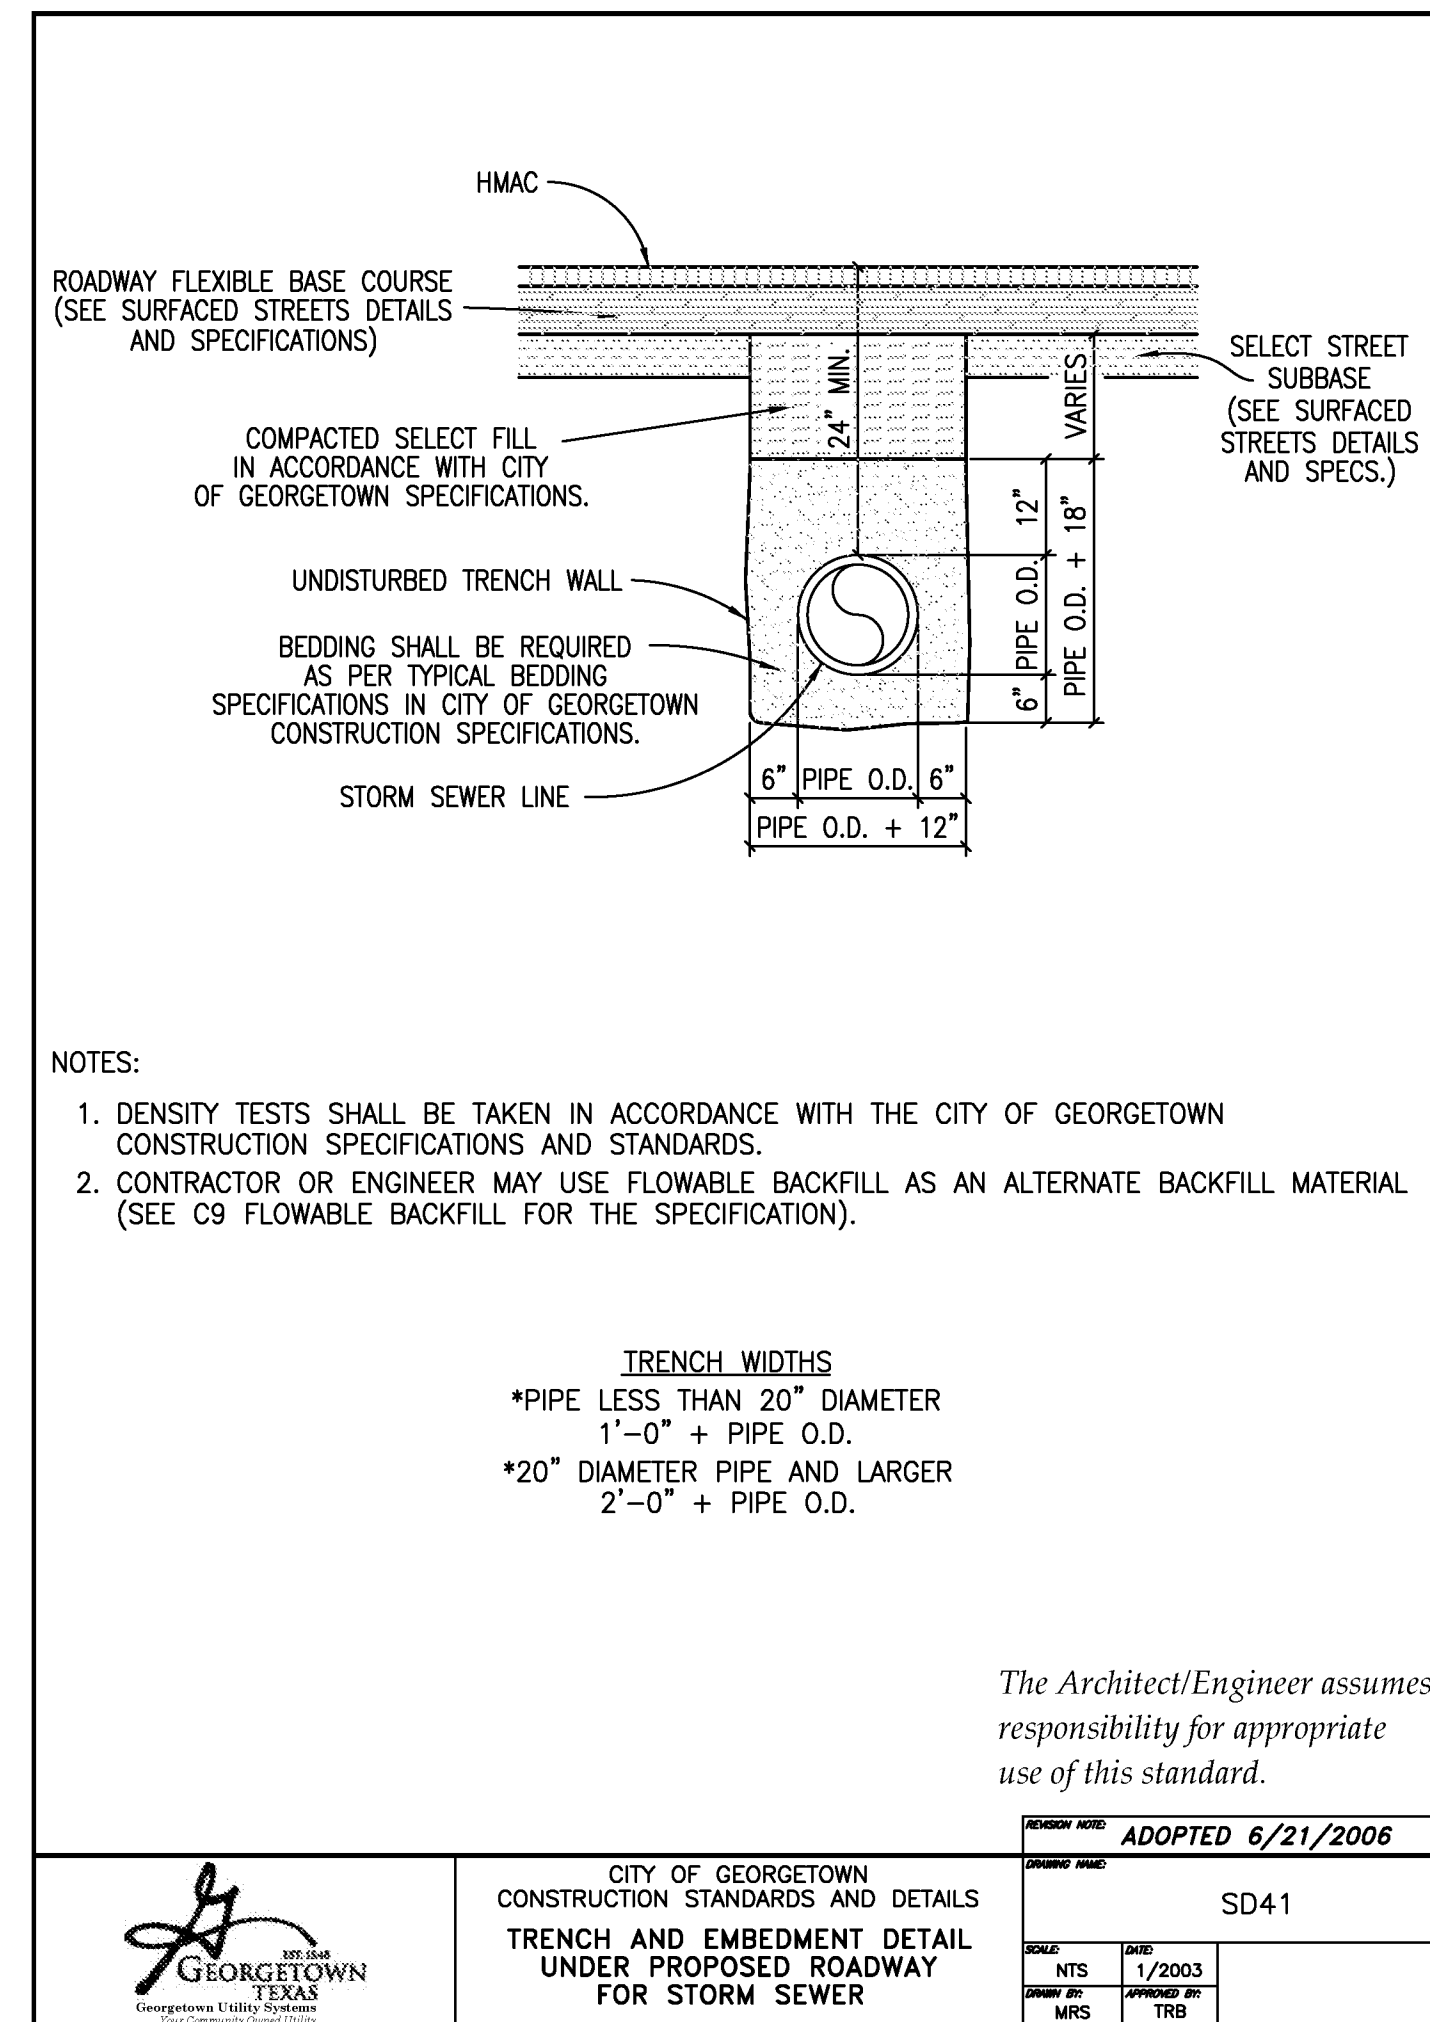 HMAC
ROADWAY FLEXIBLE BASE COURSE
(SEE SURFACED STREETS DETAILS
AND SPECIFICATIONS)
SELECT STREET
SUBBASE
(SEE SURFACED
STREETS DETAILS
AND SPECS.)
24" MIN.
VARIES
COMPACTED SELECT FILL
IN ACCORDANCE WITH CITY
OF GEORGETOWN SPECIFICATIONS.
12"
PIPE O.D. + 18"
UNDISTURBED TRENCH WALL
PIPE O.D.
BEDDING SHALL BE REQUIRED
AS PER TYPICAL BEDDING
SPECIFICATIONS IN CITY OF GEORGETOWN
CONSTRUCTION SPECIFICATIONS.
6"
STORM SEWER LINE
6" PIPE O.D. 6"
PIPE O.D. + 12"
NOTES:
1. DENSITY TESTS SHALL BE TAKEN IN ACCORDANCE WITH THE CITY OF GEORGETOWN
CONSTRUCTION SPECIFICATIONS AND STANDARDS.
2. CONTRACTOR OR ENGINEER MAY USE FLOWABLE BACKFILL AS AN ALTERNATE BACKFILL MATERIAL
(SEE C9 FLOWABLE BACKFILL FOR THE SPECIFICATION).
TRENCH WIDTHS
*PIPE LESS THAN 20" DIAMETER
1'-0" + PIPE O.D.
*20" DIAMETER PIPE AND LARGER
2'-0" + PIPE O.D.
The Architect/Engineer assumes
responsibility for appropriate
use of this standard.
REVISION NOTE: ADOPTED 6/21/2006
EST. 1848
GEORGETOWN
TEXAS
Georgetown Utility Systems
Your Community Owned Utility
CITY OF GEORGETOWN
CONSTRUCTION STANDARDS AND DETAILS
TRENCH AND EMBEDMENT DETAIL
UNDER PROPOSED ROADWAY
FOR STORM SEWER
DRAWING NAME:
SD41
SCALE: NTS
DATE: 1/2003
DRAWN BY: MRS
APPROVED BY: TRB